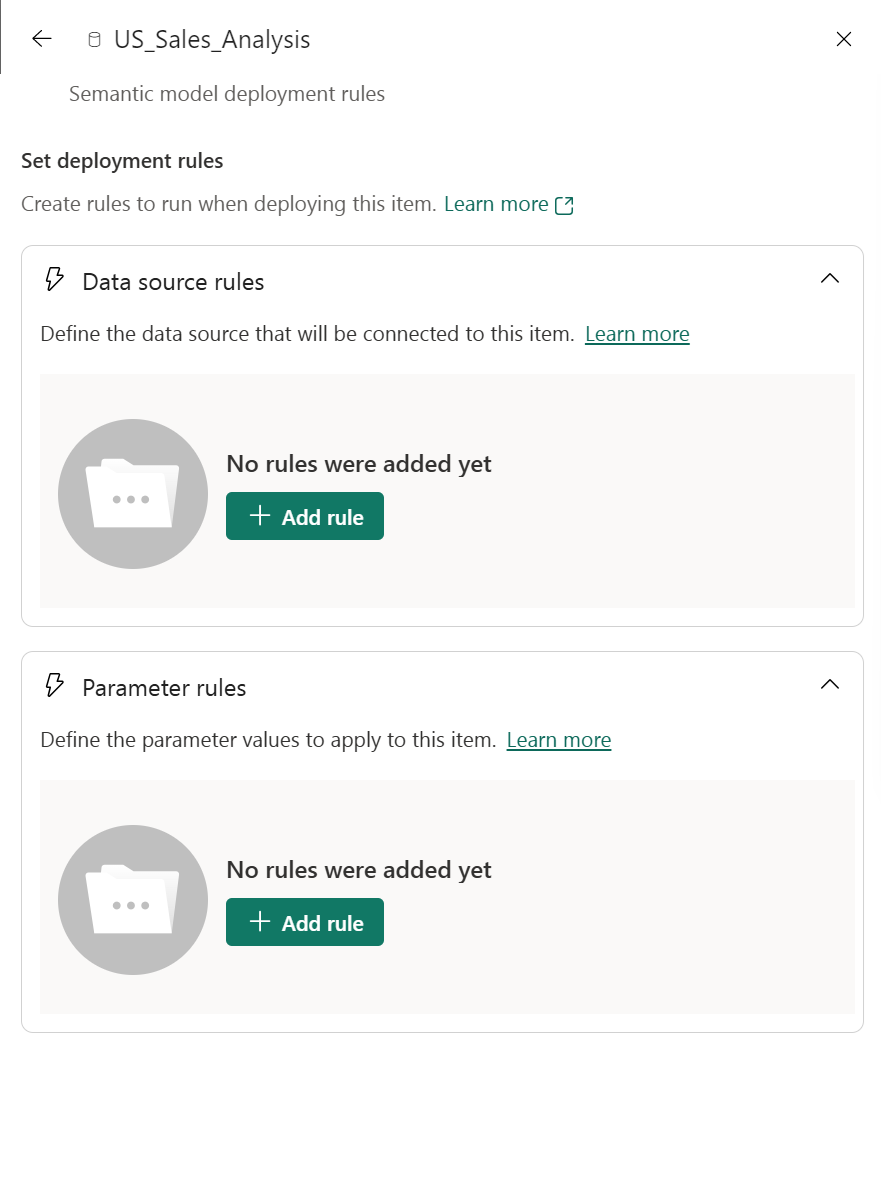 US_Sales_Analysis
Semantic model deployment rules
Set deployment rules
Create rules to run when deploying this item. Learn more
Data source rules
Define the data source that will be connected to this item. Learn more
No rules were added yet
Add rule
Parameter rules
Define the parameter values to apply to this item. Learn more
No rules were added yet
Add rule